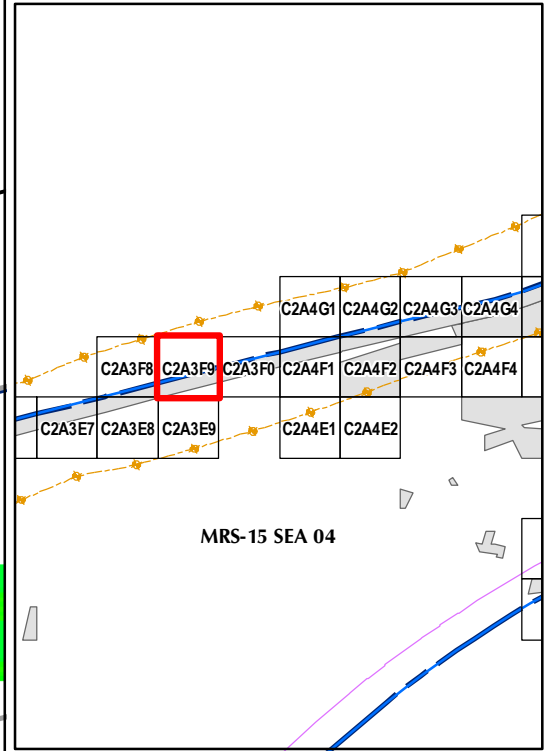 C2A4G1 C2A4G2 C2A4G3 C2A4G4
C2A3F8 C2A3F9 C2A3F0 C2A4F1 C2A4F2 C2A4F3 C2A4F4
C2A3E7 C2A3E8 C2A3E9 C2A4E1 C2A4E2
MRS-15 SEA 04